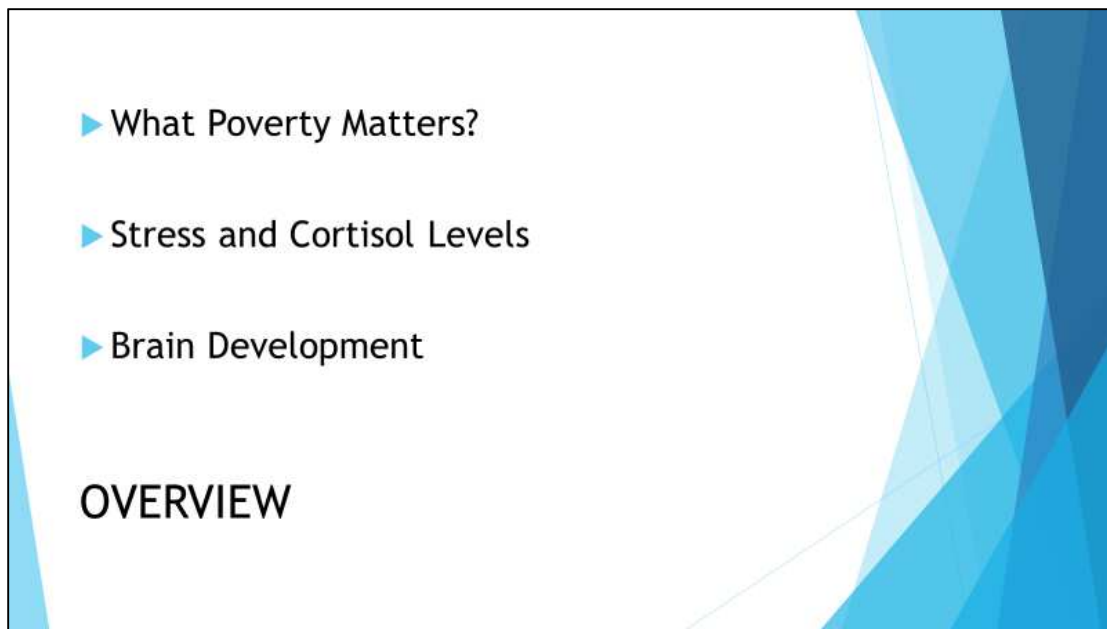 What Poverty Matters?
Stress and Cortisol Levels
Brain Development
OVERVIEW